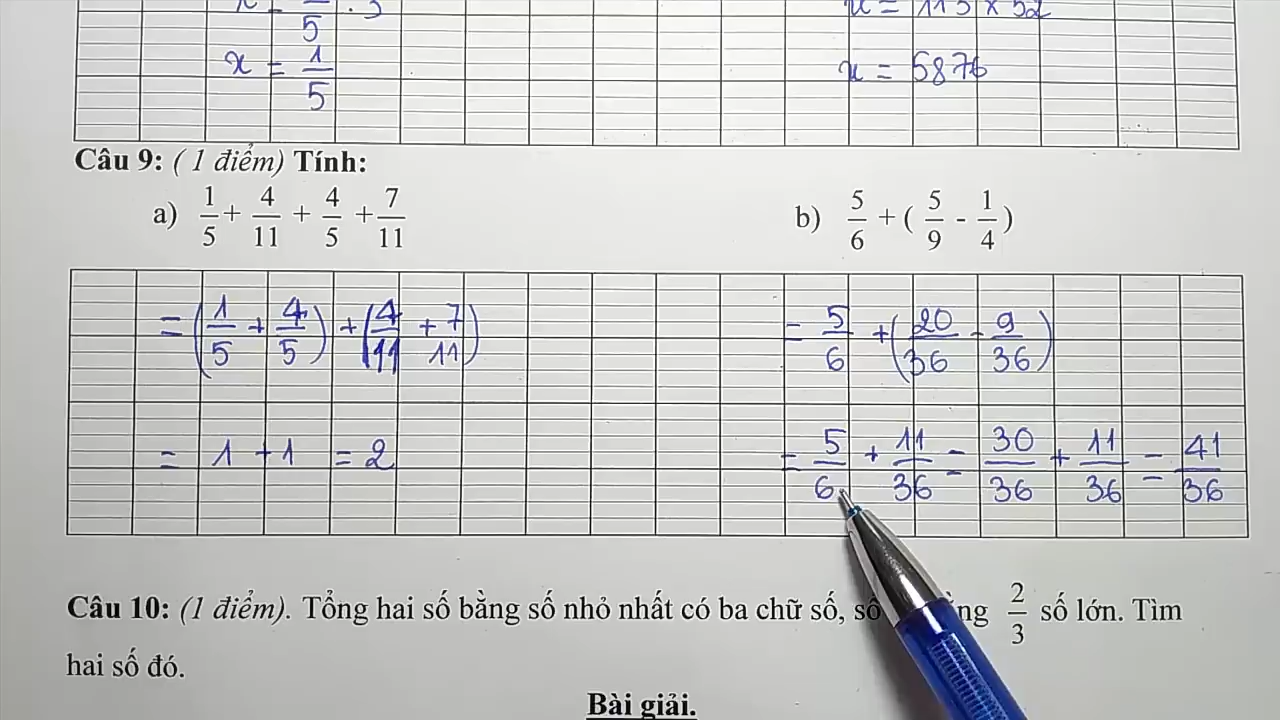 x = 1/5
x = 113 x 52
x = 5876
Câu 9: ( 1 điểm) Tính:
a) 1/5 + 4/11 + 4/5 + 7/11
b) 5/6 + ( 5/9 - 1/4 )
= (1/5 + 4/5) + (4/11 + 7/11)
= 1 + 1 = 2
= 5/6 + (20/36 - 9/36)
= 5/6 + 11/36 = 30/36 + 11/36 = 41/36
Câu 10: (1 điểm). Tổng hai số bằng số nhỏ nhất có ba chữ số, số 2/3 số lớn. Tìm
hai số đó.
Bài giải.